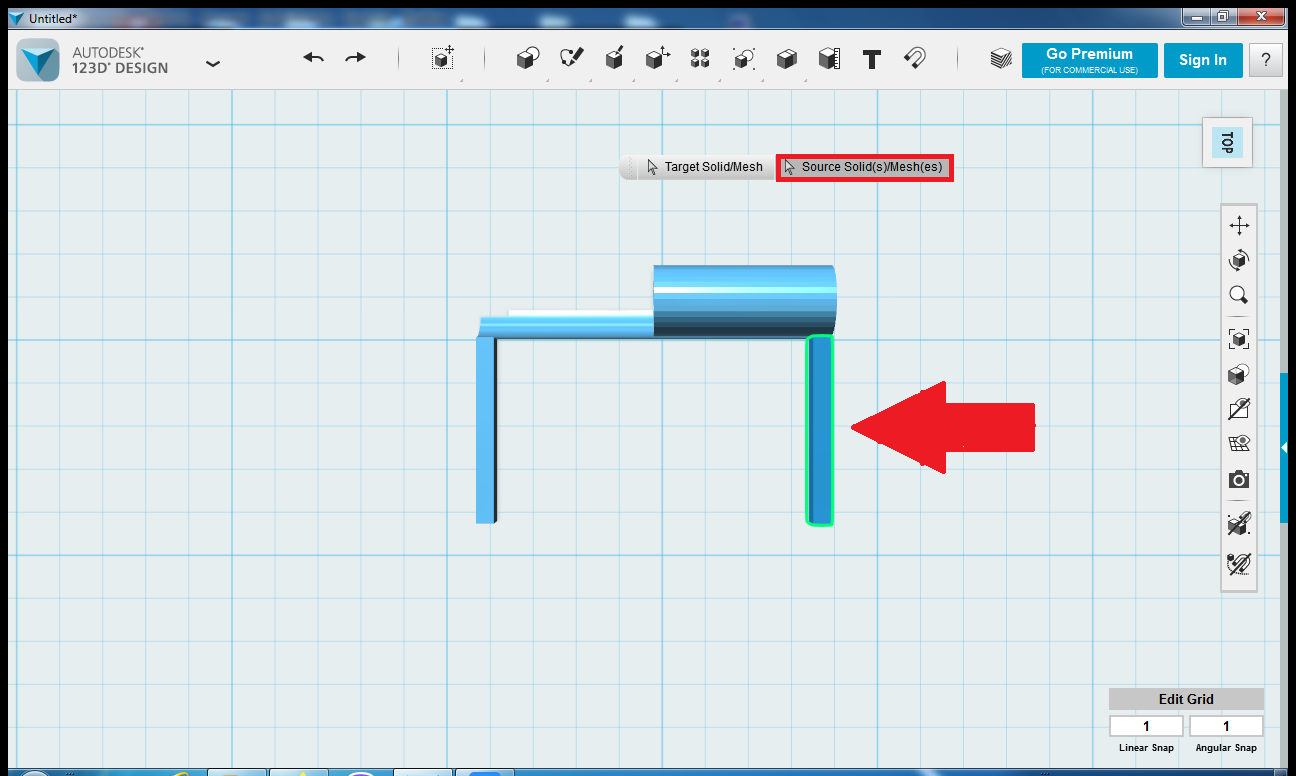 Untitled*
AUTODESK®
123D® DESIGN
T
Go Premium
(FOR COMMERCIAL USE)
Sign In
?
TOP
Target Solid/Mesh
Source Solid(s)/Mesh(es)
Edit Grid
1
1
Linear Snap
Angular Snap